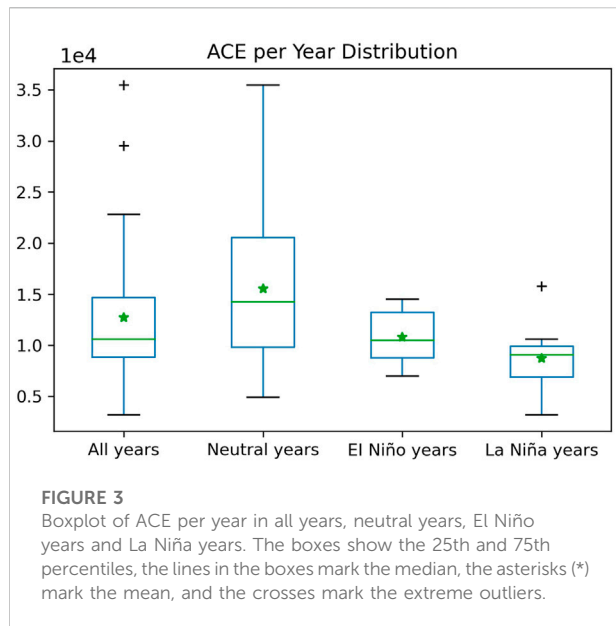 ACE per Year Distribution
1e4
3.5
3.0
2.5
2.0
1.5
1.0
0.5
All years Neutral years El Niño years La Niña years
FIGURE 3
Boxplot of ACE per year in all years, neutral years, El Niño
years and La Niña years. The boxes show the 25th and 75th
percentiles, the lines in the boxes mark the median, the asterisks (*)
mark the mean, and the crosses mark the extreme outliers.